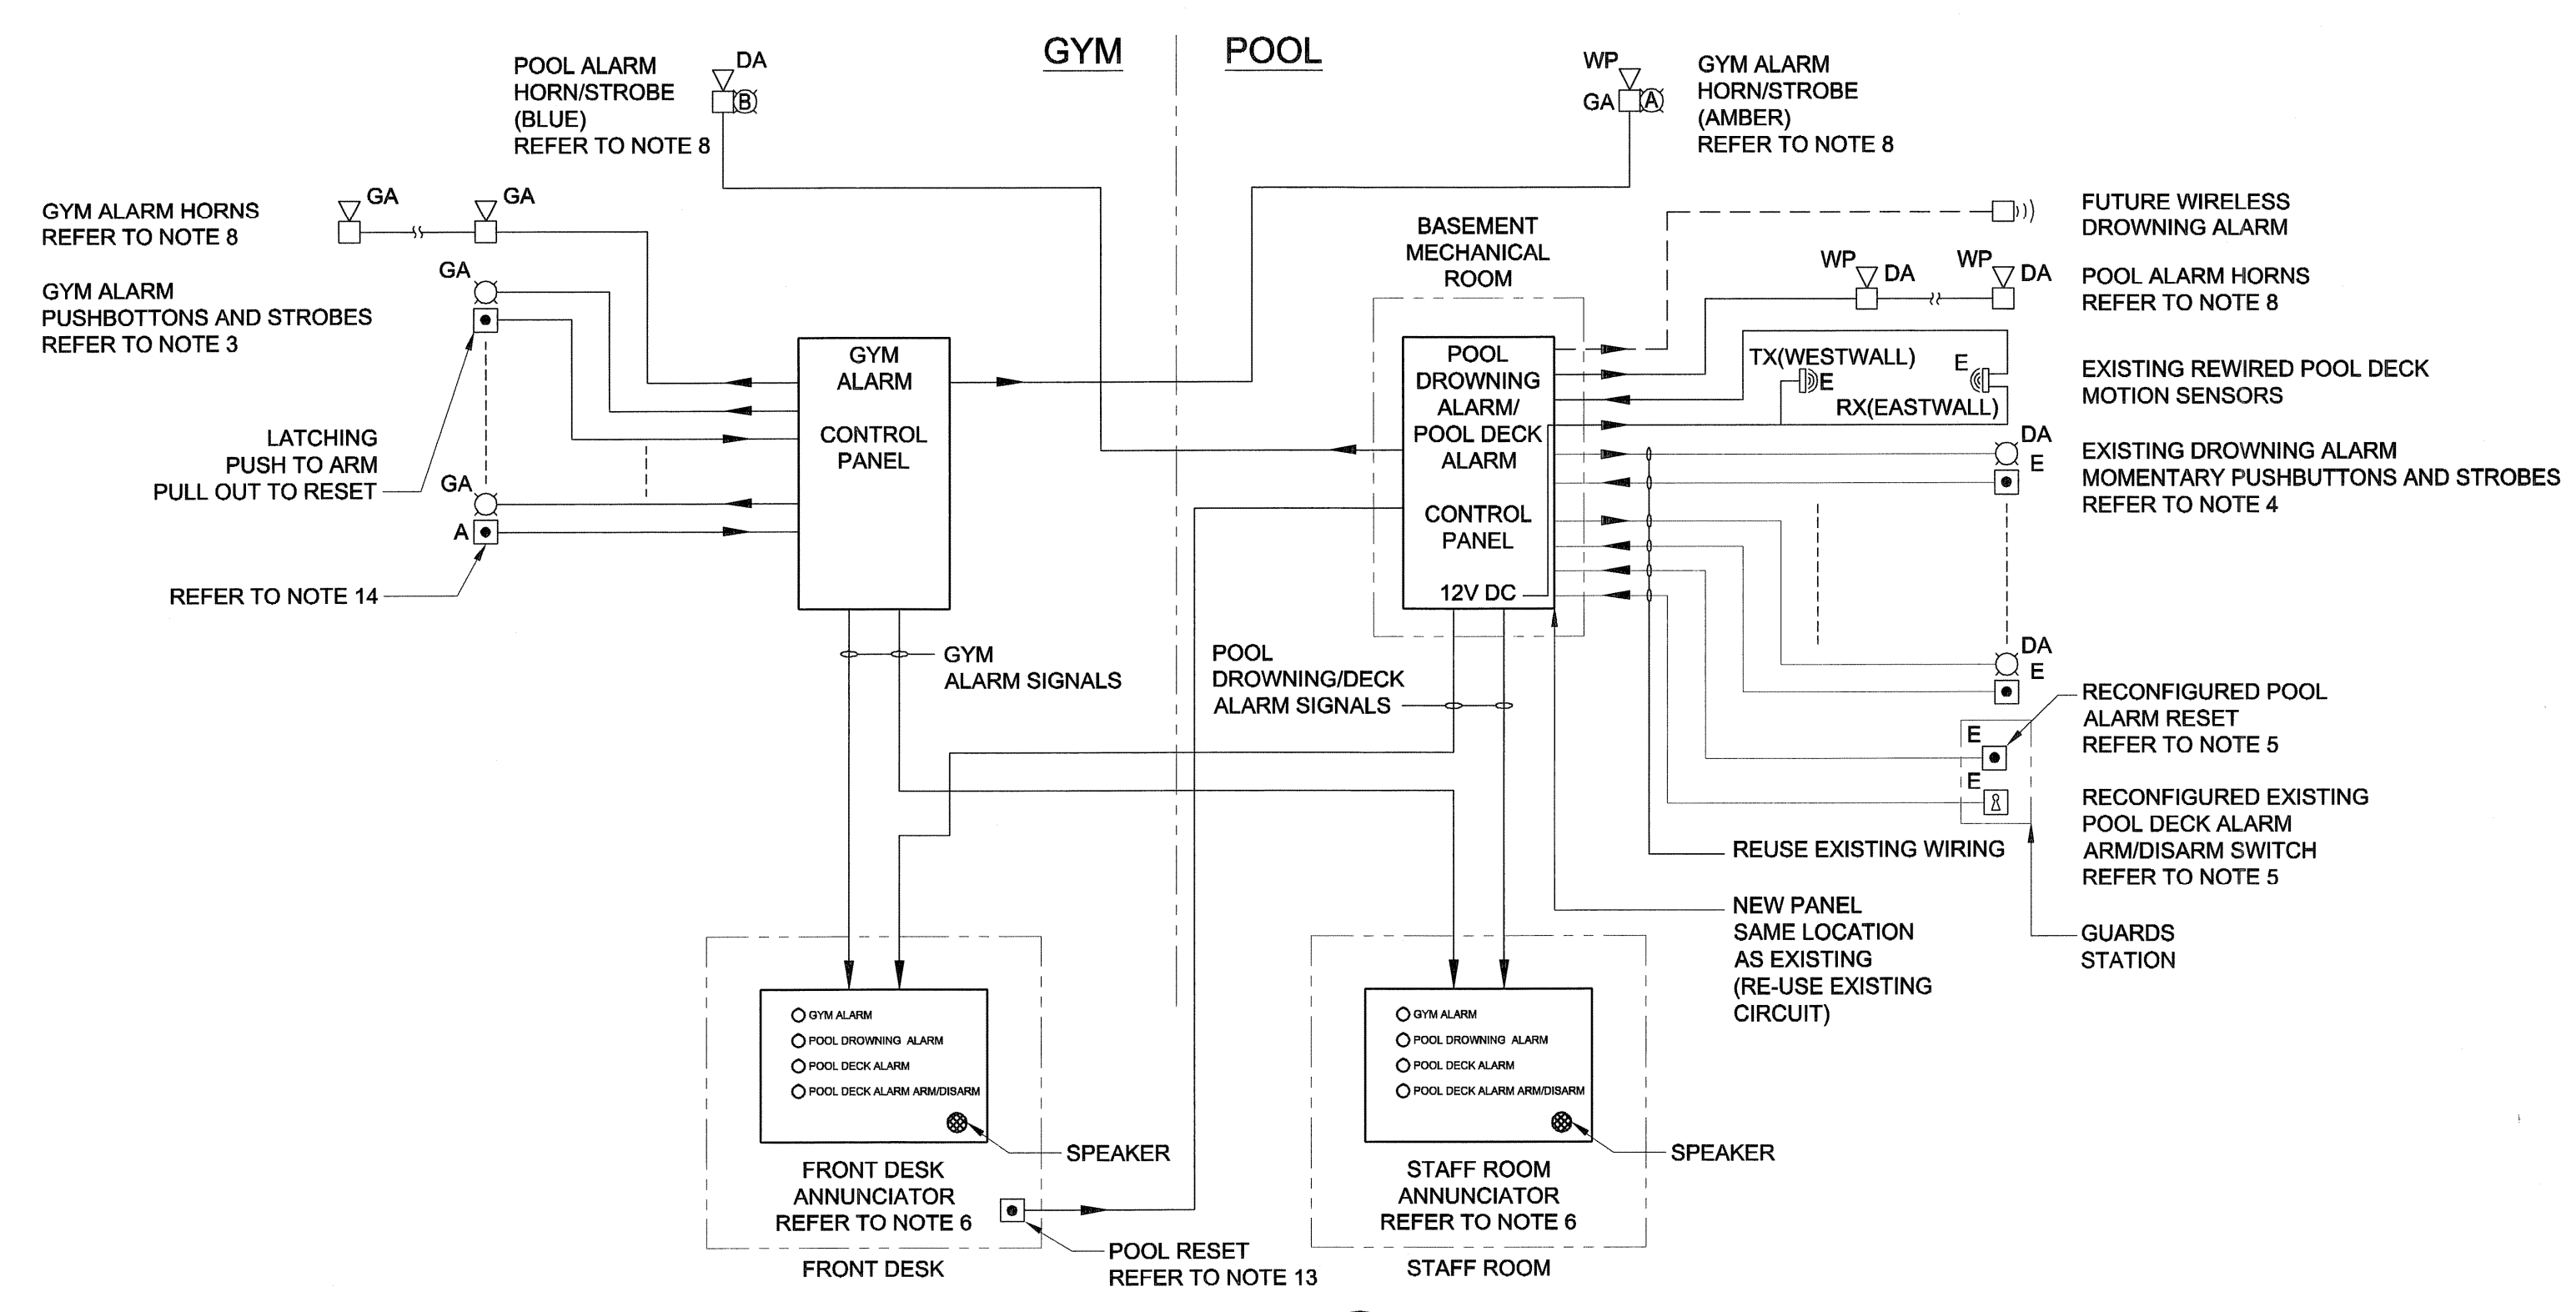 GYM
POOL
POOL ALARM
HORN/STROBE
(BLUE)
REFER TO NOTE 8
DA
B
WP
GA
A
GYM ALARM
HORN/STROBE
(AMBER)
REFER TO NOTE 8
GYM ALARM HORNS
REFER TO NOTE 8
GA
GA
GYM ALARM
PUSHBOTTONS AND STROBES
REFER TO NOTE 3
GA
LATCHING
PUSH TO ARM
PULL OUT TO RESET
GA
A
REFER TO NOTE 14
GYM
ALARM
CONTROL
PANEL
BASEMENT
MECHANICAL
ROOM
POOL
DROWNING
ALARM/
POOL DECK
ALARM
CONTROL
PANEL
12V DC
FUTURE WIRELESS
DROWNING ALARM
WP
DA
WP
DA
POOL ALARM HORNS
REFER TO NOTE 8
TX(WESTWALL)
E
E
RX(EASTWALL)
EXISTING REWIRED POOL DECK
MOTION SENSORS
DA
E
EXISTING DROWNING ALARM
MOMENTARY PUSHBUTTONS AND STROBES
REFER TO NOTE 4
DA
E
RECONFIGURED POOL
ALARM RESET
REFER TO NOTE 5
E
E
RECONFIGURED EXISTING
POOL DECK ALARM
ARM/DISARM SWITCH
REFER TO NOTE 5
GUARDS
STATION
REUSE EXISTING WIRING
NEW PANEL
SAME LOCATION
AS EXISTING
(RE-USE EXISTING
CIRCUIT)
GYM
ALARM SIGNALS
POOL
DROWNING/DECK
ALARM SIGNALS
GYM ALARM
POOL DROWNING ALARM
POOL DECK ALARM
POOL DECK ALARM ARM/DISARM
SPEAKER
FRONT DESK
ANNUNCIATOR
REFER TO NOTE 6
FRONT DESK
POOL RESET
REFER TO NOTE 13
GYM ALARM
POOL DROWNING ALARM
POOL DECK ALARM
POOL DECK ALARM ARM/DISARM
SPEAKER
STAFF ROOM
ANNUNCIATOR
REFER TO NOTE 6
STAFF ROOM